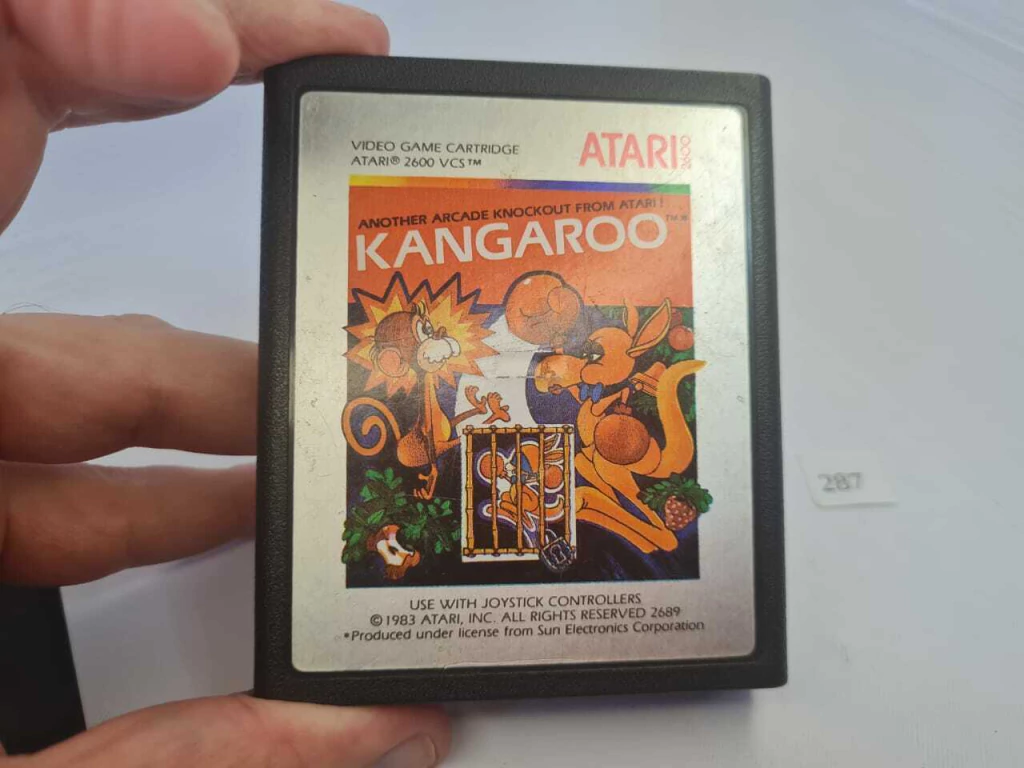 VIDEO GAME CARTRIDGE
ATARI® 2600 VCS™
ATARI 2600
ANOTHER ARCADE KNOCKOUT FROM ATARI!
KANGAROO™*
USE WITH JOYSTICK CONTROLLERS
©1983 ATARI, INC. ALL RIGHTS RESERVED 2689
*Produced under license from Sun Electronics Corporation
287